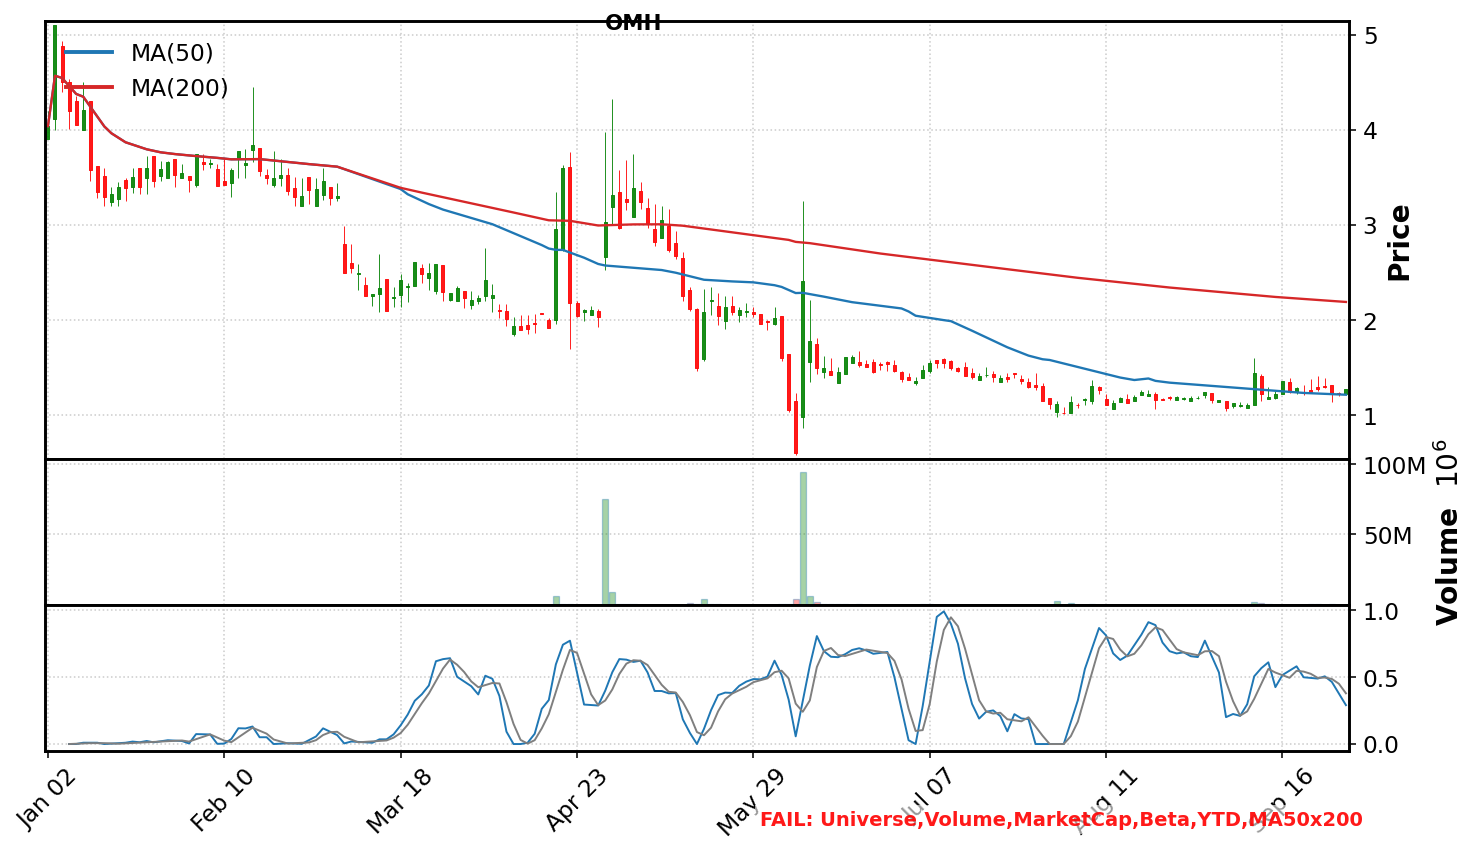 OMH
MA(50)
MA(200)
5
4
3
2
1
Price
100M
50M
Volume 10^6
1.0
0.5
0.0
Jan 02
Feb 10
Mar 18
Apr 23
May 29
Jul 07
Aug 11
Sep 16
FAIL: Universe,Volume,MarketCap,Beta,YTD,MA50x200